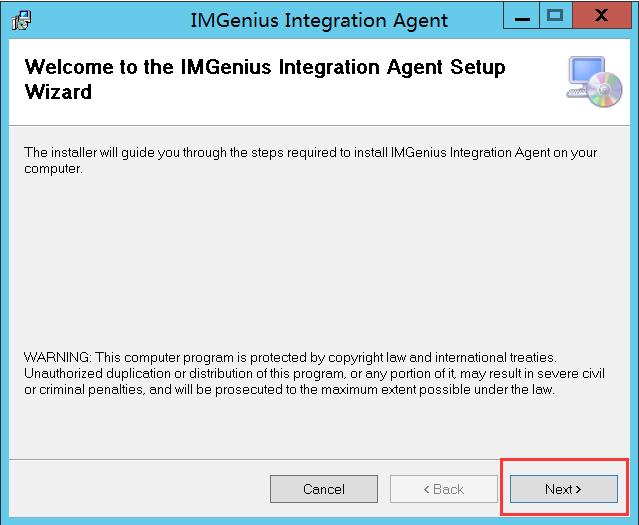 IMGenius Integration Agent
Welcome to the IMGenius Integration Agent Setup
Wizard
The installer will guide you through the steps required to install IMGenius Integration Agent on your
computer.
WARNING: This computer program is protected by copyright law and international treaties.
Unauthorized duplication or distribution of this program, or any portion of it, may result in severe civil
or criminal penalties, and will be prosecuted to the maximum extent possible under the law.
Cancel < Back Next >